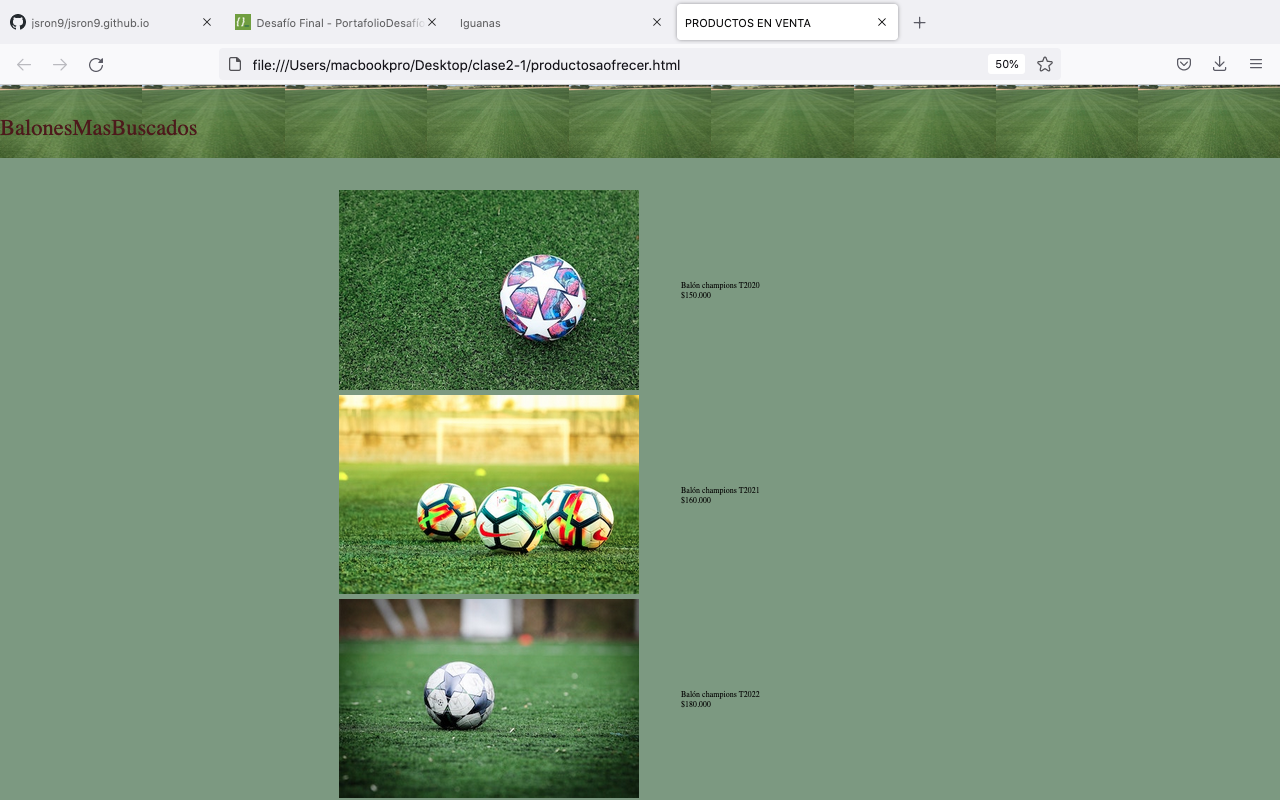 jsron9/jsron9.github.io
Desafío Final - PortafolioDesafío
Iguanas
PRODUCTOS EN VENTA
file:///Users/macbookpro/Desktop/clase2-1/productosaofrecer.html
50%
BalonesMasBuscados
Balón champions T2020
$150.000
Balón champions T2021
$160.000
Balón champions T2022
$180.000